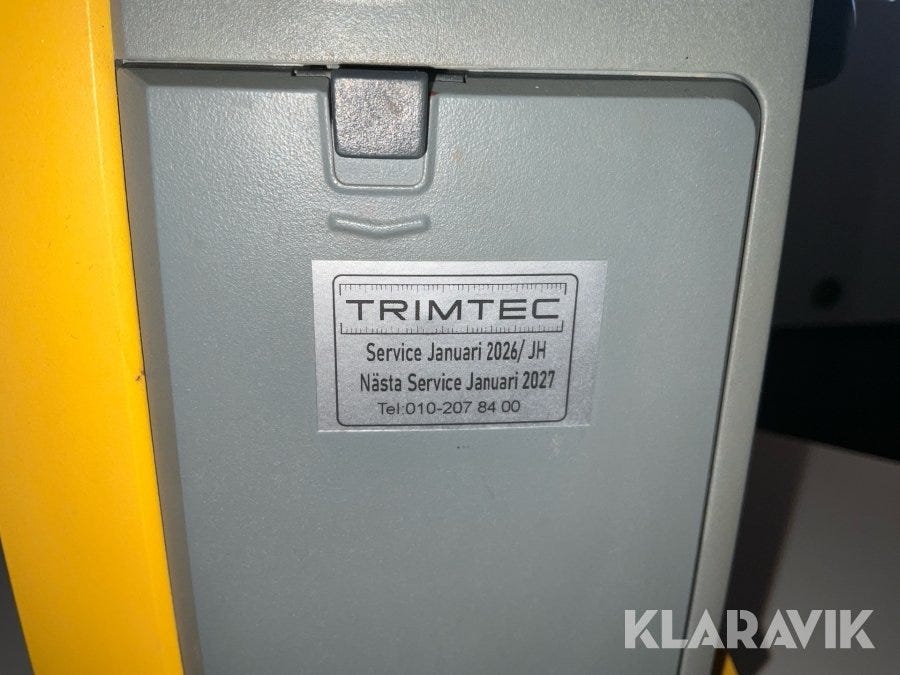 TRIMTEC
Service Januari 2026/ JH
Nästa Service Januari 2027
Tel:010-207 84 00
KLARAVIK